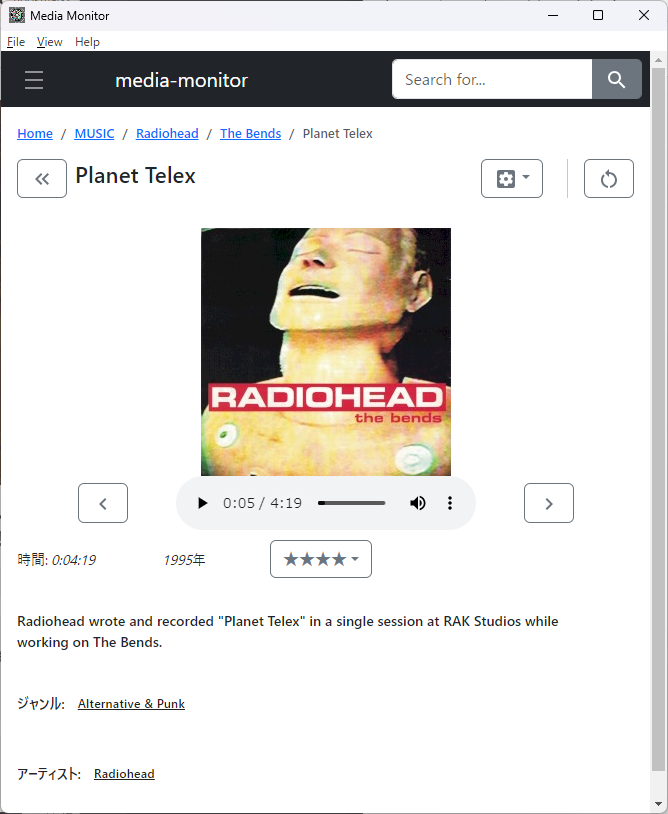 Media Monitor
File View Help
media-monitor
Search for...
Home / MUSIC / Radiohead / The Bends / Planet Telex
Planet Telex
RADIOHEAD
the bends
0:05 / 4:19
時間: 0:04:19 1995年 ★★★★
Radiohead wrote and recorded "Planet Telex" in a single session at RAK Studios while
working on The Bends.
ジャンル: Alternative & Punk
アーティスト: Radiohead